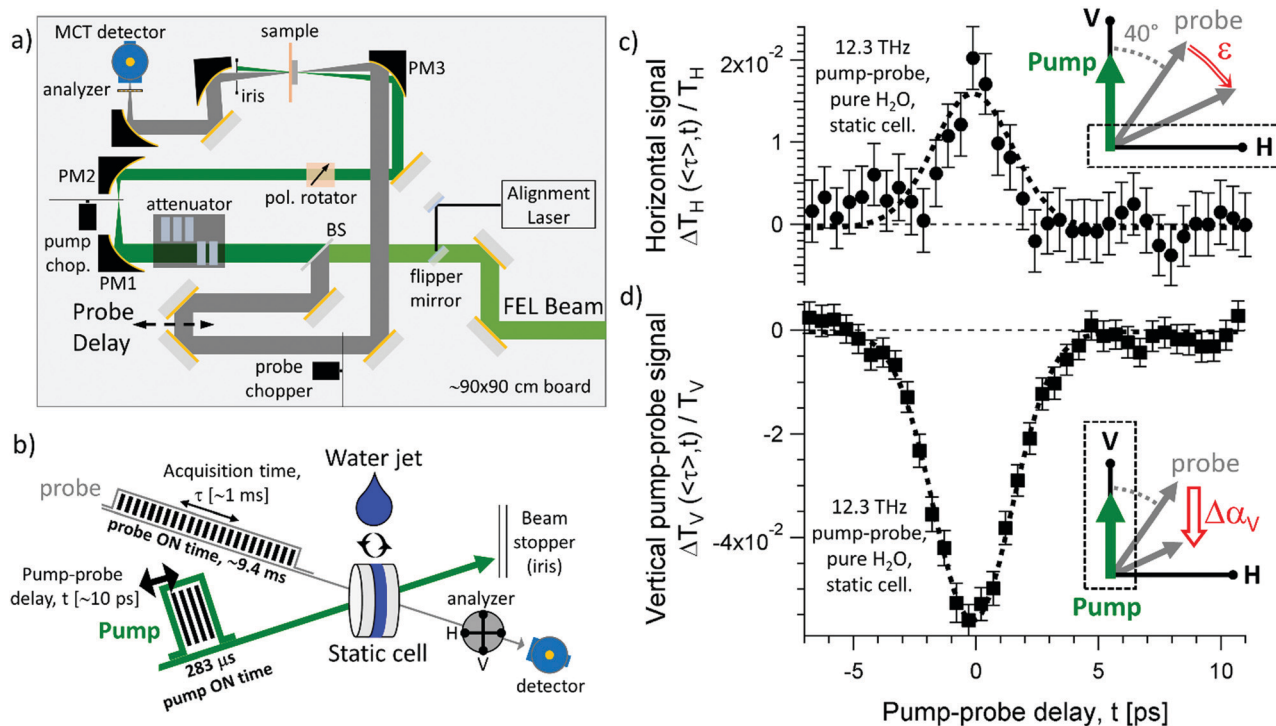 a)
MCT detector
analyzer
sample
iris
PM3
PM2
pol. rotator
attenuator
pump
chop.
PM1
BS
Alignment
Laser
flipper
mirror
FEL Beam
Probe
Delay
probe
chopper
~90x90 cm board
b)
probe
Acquisition time,
τ [~1 ms]
probe ON time, ~9.4 ms
Water jet
Pump-probe
delay, t [~10 ps]
Pump
283 μs
pump ON time
Static cell
Beam
stopper
(iris)
analyzer
H
V
detector
c)
Horizontal signal
ΔT_H (<τ>,t) / T_H
2x10⁻²
1
0
12.3 THz
pump-probe,
pure H₂O,
static cell.
V
40°
probe
Pump
ε
H
d)
Vertical pump-probe signal
ΔT_V (<τ>,t) / T_V
0
-2
-4x10⁻²
12.3 THz
pump-probe,
pure H₂O,
static cell.
V
probe
Δα_V
H
Pump
-5
0
5
10
Pump-probe delay, t [ps]